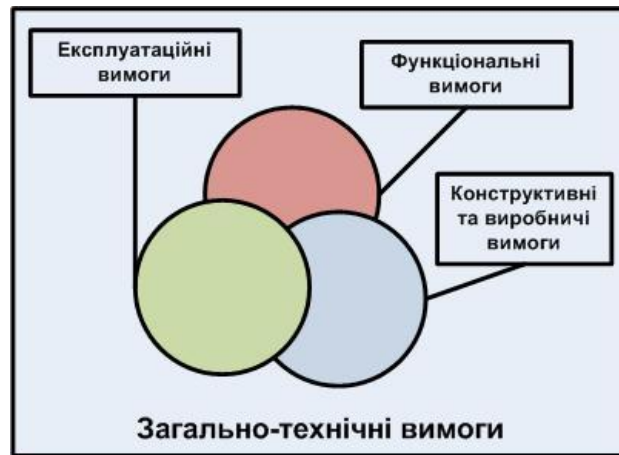 Експлуатаційні
вимоги
Функціональні
вимоги
Конструктивні
та виробничі
вимоги
Загально-технічні вимоги